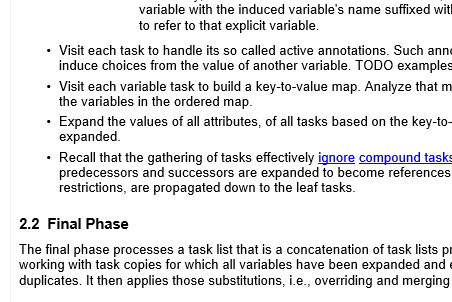 variable with the induced variable's name suffixed
to refer to that explicit variable.
• Visit each task to handle its so called active annotations. Such
induce choices from the value of another variable. TODO examples
• Visit each variable task to build a key-to-value map. Analyze that
the variables in the ordered map.
• Expand the values of all attributes, of all tasks based on the key-to-
expanded.
• Recall that the gathering of tasks effectively ignore compound tasks
predecessors and successors are expanded to become references
restrictions, are propagated down to the leaf tasks.
2.2 Final Phase
The final phase processes a task list that is a concatenation of task lists
working with task copies for which all variables have been expanded and
duplicates. It then applies those substitutions, i.e., overriding and merging